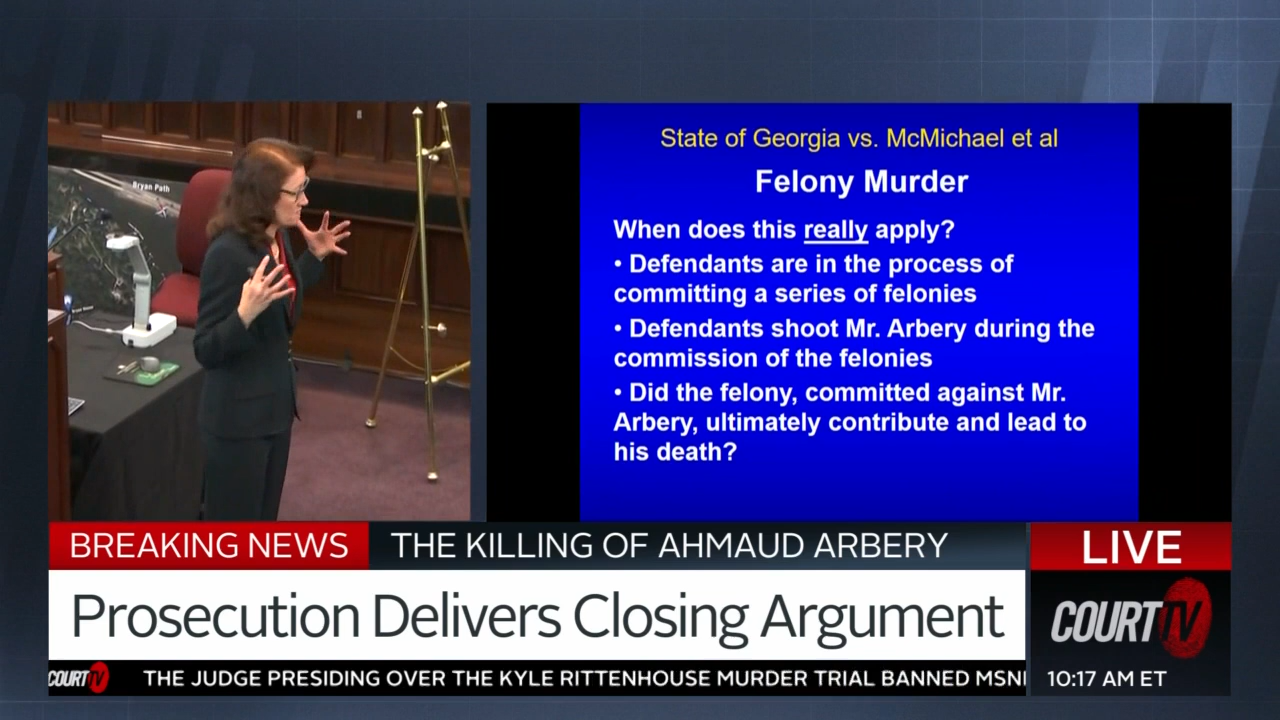 Bryan Path
State of Georgia vs. McMichael et al
Felony Murder
When does this really apply?
• Defendants are in the process of
committing a series of felonies
• Defendants shoot Mr. Arbery during the
commission of the felonies
• Did the felony, committed against Mr.
Arbery, ultimately contribute and lead to
his death?
BREAKING NEWS
THE KILLING OF AHMAUD ARBERY
LIVE
Prosecution Delivers Closing Argument
COURT TV
COURT TV
THE JUDGE PRESIDING OVER THE KYLE RITTENHOUSE MURDER TRIAL BANNED MSN
10:17 AM ET